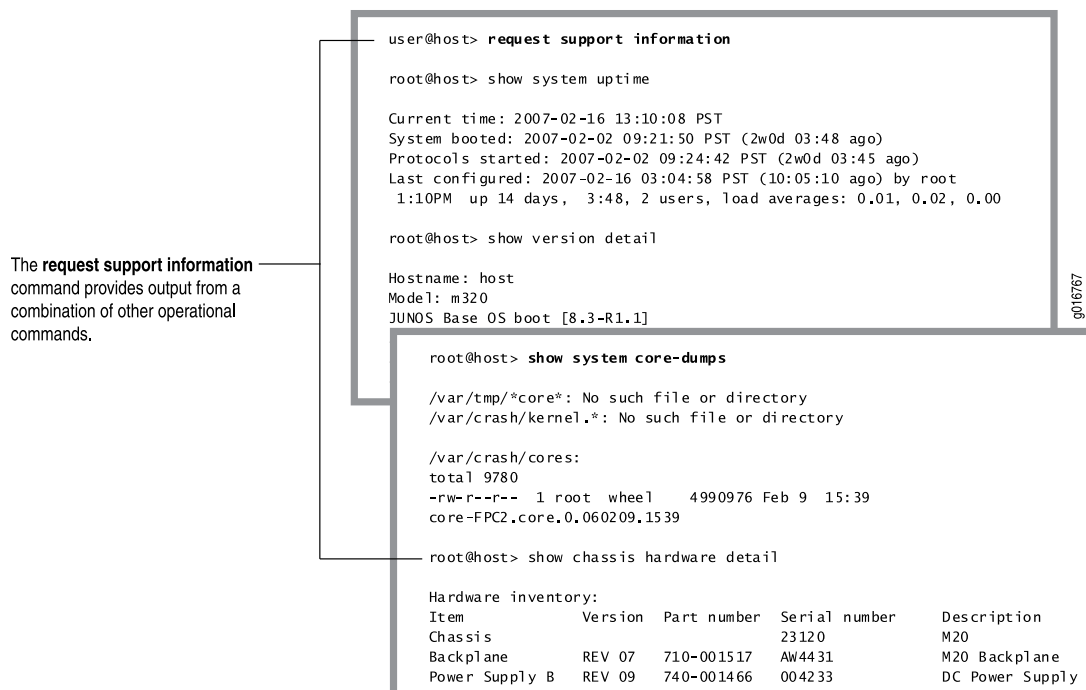 user@host> request support information
root@host> show system uptime
Current time: 2007-02-16 13:10:08 PST
System booted: 2007-02-02 09:21:50 PST (2w0d 03:48 ago)
Protocols started: 2007-02-02 09:24:42 PST (2w0d 03:45 ago)
Last configured: 2007-02-16 03:04:58 PST (10:05:10 ago) by root
1:10PM up 14 days, 3:48, 2 users, load averages: 0.01, 0.02, 0.00
root@host> show version detail
Hostname: host
Model: m320
JUNOS Base OS boot [8.3-R1.1]
The request support information
command provides output from a
combination of other operational
commands.
g016767
root@host> show system core-dumps
/var/tmp/*core*: No such file or directory
/var/crash/kernel.*: No such file or directory
/var/crash/cores:
total 9780
-rw-r--r-- 1 root wheel 4990976 Feb 9 15:39
core-FPC2.core.0.060209.1539
root@host> show chassis hardware detail
Hardware inventory:
Item Version Part number Serial number Description
Chassis 23120 M20
Backplane REV 07 710-001517 AW4431 M20 Backplane
Power Supply B REV 09 740-001466 004233 DC Power Supply